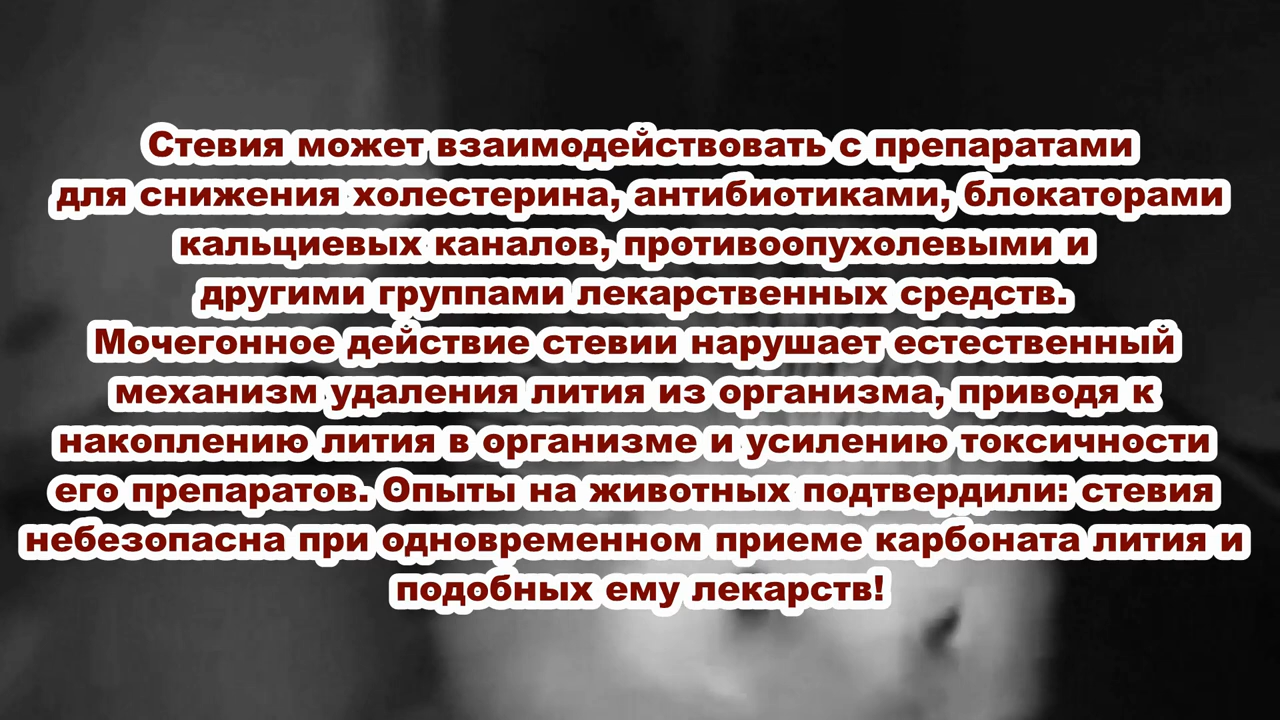 Стевия может взаимодействовать с препаратами
для снижения холестерина, антибиотиками, блокаторами
кальциевых каналов, противоопухолевыми и
другими группами лекарственных средств.
Мочегонное действие стевии нарушает естественный
механизм удаления лития из организма, приводя к
накоплению лития в организме и усилению токсичности
его препаратов. Опыты на животных подтвердили: стевия
небезопасна при одновременном приеме карбоната лития и
подобных ему лекарств!